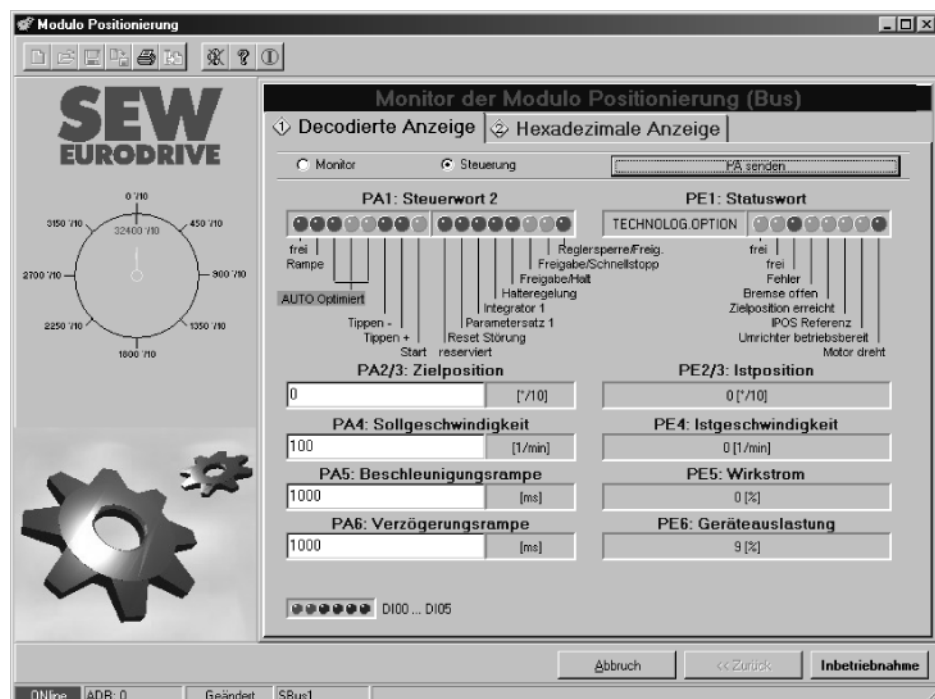 Modulo Positionierung
SEW
EURODRIVE
0 °/10
450 °/10
900 °/10
1350 °/10
1800 °/10
2250 °/10
2700 °/10
3150 °/10
32400 °/10
Monitor der Modulo Positionierung (Bus)
1 Decodierte Anzeige
2 Hexadezimale Anzeige
Monitor
Steuerung
PA senden
PA1: Steuerwort 2
frei
Rampe
AUTO Optimiert
Tippen -
Tippen +
Start
Reglersperre/Freig.
Freigabe/Schnellstopp
Freigabe/Halt
Halteregelung
Integrator 1
Parametersatz 1
Reset Störung
reserviert
PE1: Statuswort
TECHNOLOG.OPTION
frei
frei
Fehler
Bremse offen
Zielposition erreicht
IPOS Referenz
Umrichter betriebsbereit
Motor dreht
PA2/3: Zielposition
0 [°/10]
PE2/3: Istposition
0 [°/10]
PA4: Sollgeschwindigkeit
100 [1/min]
PE4: Istgeschwindigkeit
0 [1/min]
PA5: Beschleunigungsrampe
1000 [ms]
PE5: Wirkstrom
0 [%]
PA6: Verzögerungsrampe
1000 [ms]
PE6: Geräteauslastung
9 [%]
DI00 ... DI05
Abbruch
<< Zurück
Inbetriebnahme
ONline
ADR: 0
Geändert
SBus1